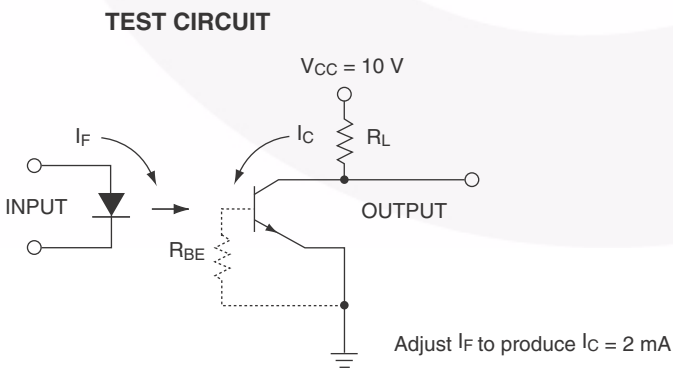 TEST CIRCUIT
VCC = 10 V
IF
IC
RL
INPUT
OUTPUT
RBE
Adjust IF to produce IC = 2 mA